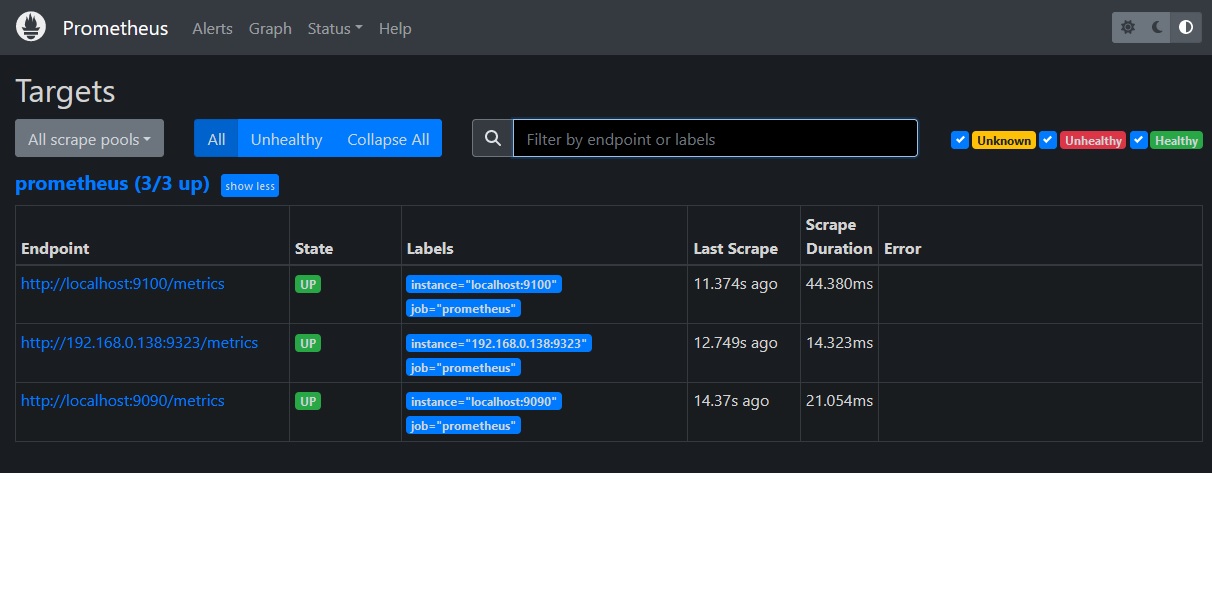 Prometheus Alerts Graph Status Help
Targets
All scrape pools All Unhealthy Collapse All Filter by endpoint or labels Unknown Unhealthy Healthy
prometheus (3/3 up) show less
Endpoint State Labels Last Scrape Scrape Duration Error
http://localhost:9100/metrics UP instance="localhost:9100" 11.374s ago 44.380ms
job="prometheus"
http://192.168.0.138:9323/metrics UP instance="192.168.0.138:9323" 12.749s ago 14.323ms
job="prometheus"
http://localhost:9090/metrics UP instance="localhost:9090" 14.37s ago 21.054ms
job="prometheus"